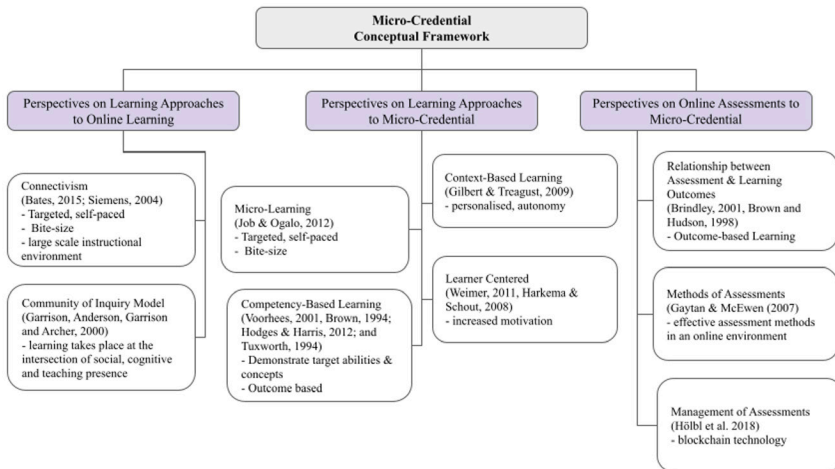 Micro-Credential
Conceptual Framework
Perspectives on Learning Approaches
to Online Learning
Connectivism
(Bates, 2015; Siemens, 2004)
- Targeted, self-paced
-  Bite-size
- large scale instructional
environment
Community of Inquiry Model
(Garrison, Anderson, Garrison
and Archer, 2000)
- learning takes place at the
intersection of social, cognitive
and teaching presence
Perspectives on Learning Approaches
to Micro-Credential
Micro-Learning
(Job & Ogalo, 2012)
- Targeted, self-paced
-  Bite-size
Competency-Based Learning
(Voorhees, 2001, Brown, 1994;
Hodges & Harris, 2012; and
Tuxworth, 1994)
- Demonstrate target abilities &
concepts
- Outcome based
Context-Based Learning
(Gilbert & Treagust, 2009)
- personalised, autonomy
Learner Centered
(Weimer, 2011, Harkema &
Schout, 2008)
- increased motivation
Perspectives on Online Assessments to
Micro-Credential
Relationship between
Assessment & Learning
Outcomes
(Brindley, 2001, Brown and
Hudson, 1998)
- Outcome-based Learning
Methods of Assessments
(Gaytan & McEwen (2007)
- effective assessment methods
in an online environment
Management of Assessments
(Hölbl et al. 2018)
- blockchain technology